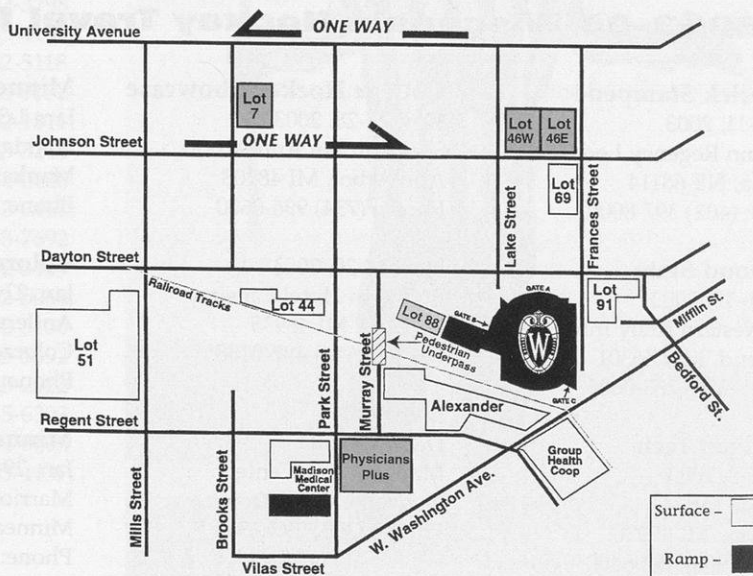 University Avenue
ONE WAY
Lot
7
Lot
46W
Lot
46E
Johnson Street
ONE WAY
Lot
69
Lake Street
Frances Street
Dayton Street
Railroad Tracks
Lot 44
Lot 88
GATE B
GATE A
W
Lot
91
Mifflin St.
Bedford St.
Lot
51
Park Street
Murray Street
Pedestrian
Underpass
GATE C
Alexander
Regent Street
Mills Street
Brooks Street
Madison
Medical
Center
Physicians
Plus
W. Washington Ave.
Group
Health
Coop
Vilas Street
Surface –
Ramp –